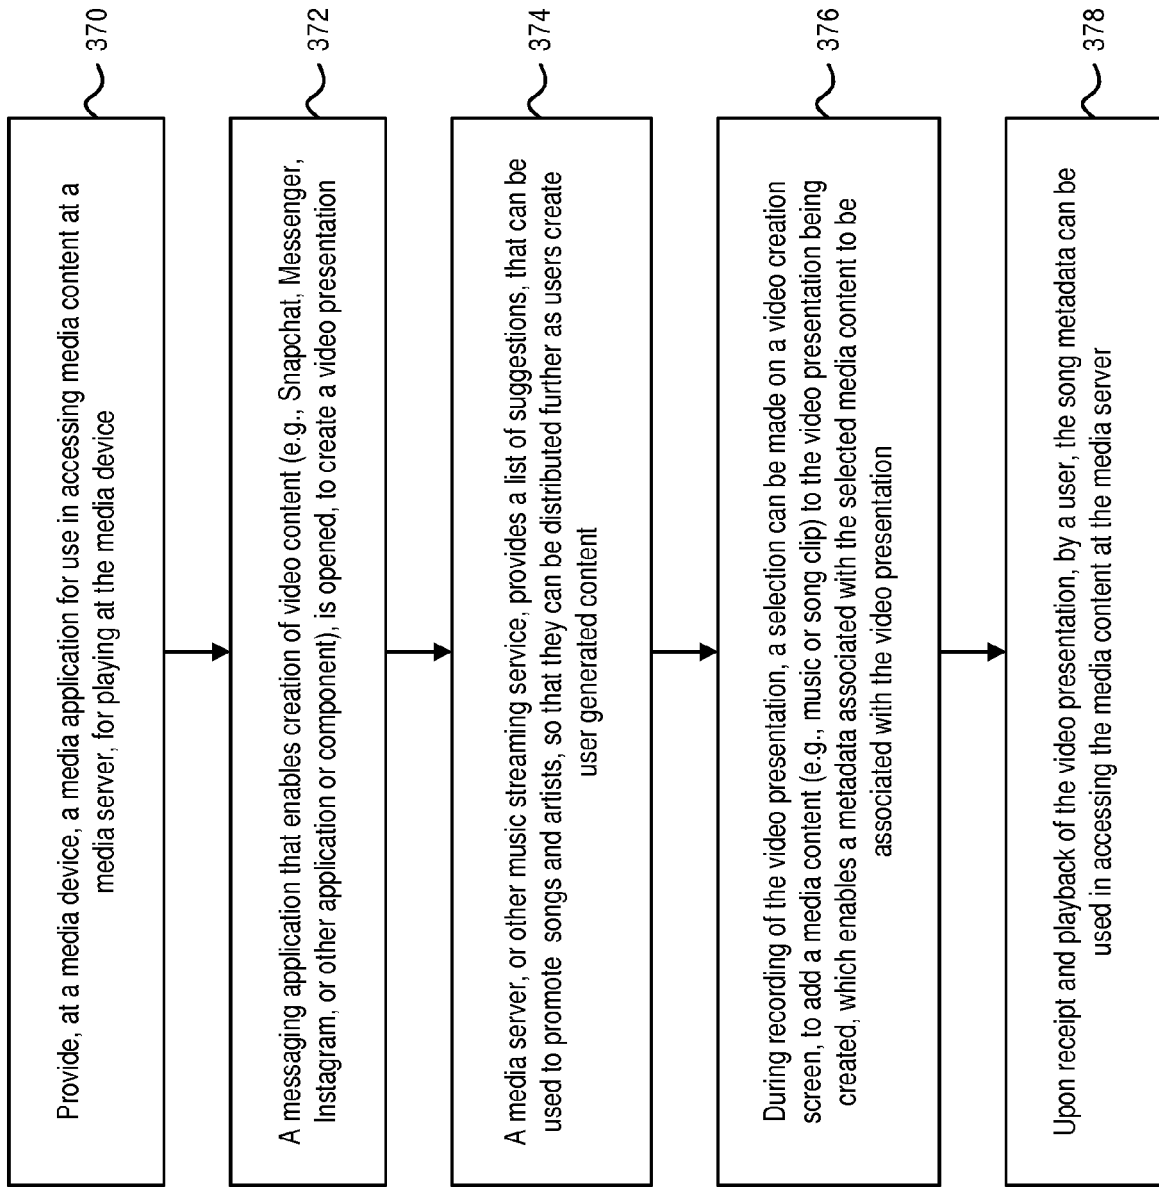 Provide, at a media device, a media application for use in accessing media content at a
media server, for playing at the media device
370
A messaging application that enables creation of video content (e.g., Snapchat, Messenger,
Instagram, or other application or component), is opened, to create a video presentation
372
A media server, or other music streaming service, provides a list of suggestions, that can be
used to promote songs and artists, so that they can be distributed further as users create
user generated content
374
During recording of the video presentation, a selection can be made on a video creation
screen, to add a media content (e.g., music or song clip) to the video presentation being
created, which enables a metadata associated with the selected media content to be
associated with the video presentation
376
Upon receipt and playback of the video presentation, by a user, the song metadata can be
used in accessing the media content at the media server
378